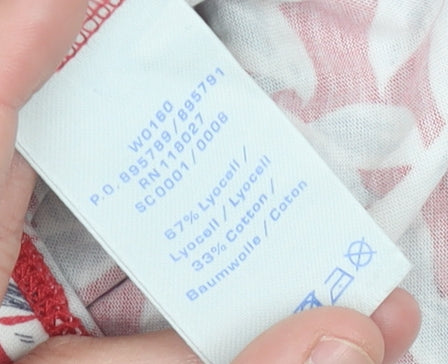 W0160
P.O. 895789/895791
RN 118027
SC0001/0006
67% Lyocell /
Lyocell / Lyocell
33% Cotton /
Baumwolle / Coton